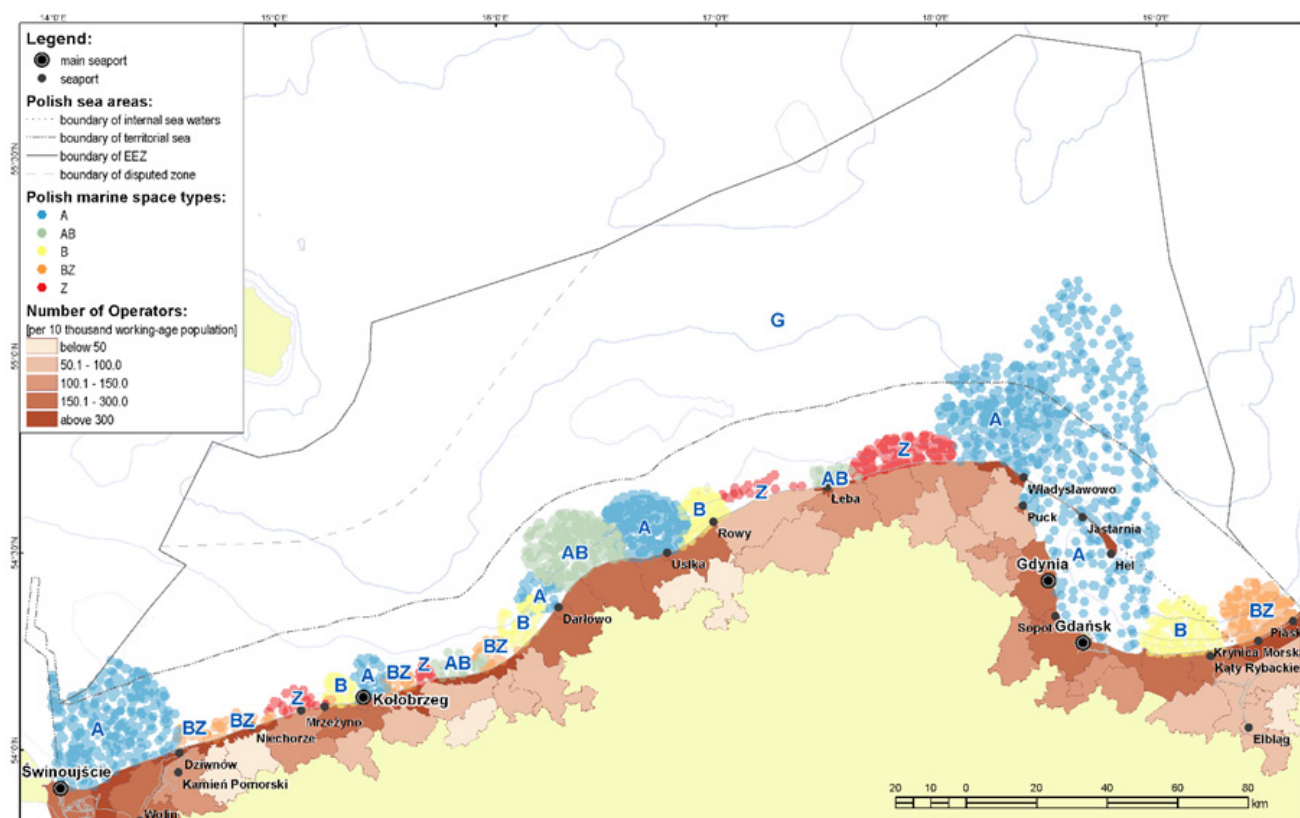 14°0'E 15°0'E 16°0'E 17°0'E 18°0'E 19°0'E
Legend:
main seaport
seaport
Polish sea areas:
boundary of internal sea waters
boundary of territorial sea
boundary of EEZ
boundary of disputed zone
Polish marine space types:
A
AB
B
BZ
Z
Number of Operators:
[per 10 thousand working-age population]
below 50
50.1 - 100.0
100.1 - 150.0
150.1 - 300.0
above 300
55°30'N
55°0'N
54°30'N
54°0'N
G
A
Z
AB
Z
B
A
AB
A
B
BZ
AB
Z
BZ
A
B
Z
BZ
BZ
A
A
B
BZ
Władysławowo
Puck
Jastarnia
Hel
Gdynia
Sopot
Gdańsk
Krynica Morska
Kąty Rybackie
Elbląg
Łeba
Rowy
Ustka
Darłowo
Kołobrzeg
Mrzeżyno
Niechorze
Dziwnów
Kamień Pomorski
Świnoujście
Wolin
20 10 0 20 40 60 80
km